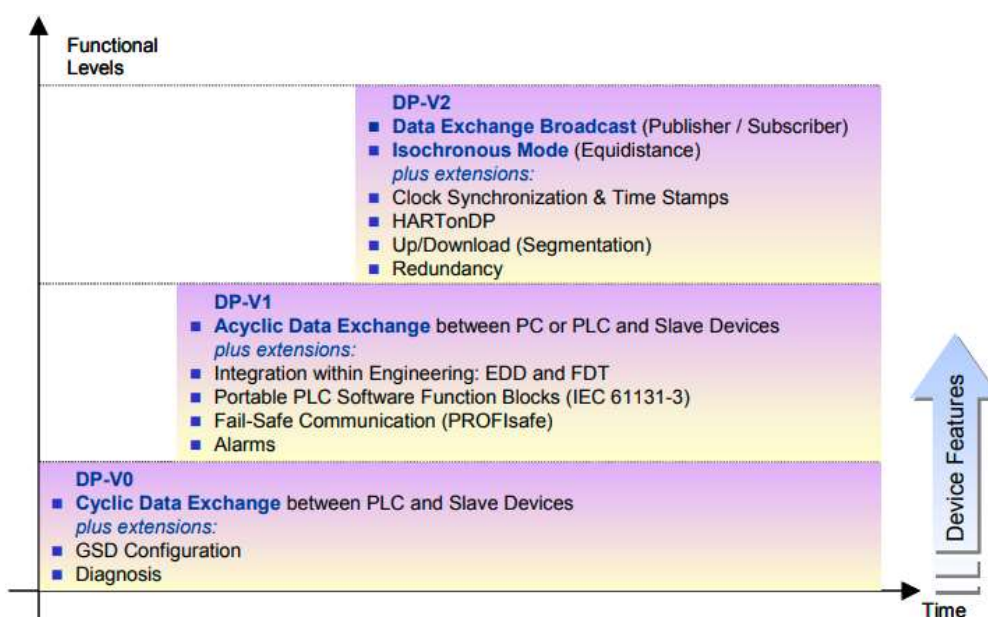 Functional
Levels
DP-V2
Data Exchange Broadcast (Publisher / Subscriber)
Isochronous Mode (Equidistance)
plus extensions:
Clock Synchronization & Time Stamps
HARTonDP
Up/Download (Segmentation)
Redundancy
DP-V1
Acyclic Data Exchange between PC or PLC and Slave Devices
plus extensions:
Integration within Engineering: EDD and FDT
Portable PLC Software Function Blocks (IEC 61131-3)
Fail-Safe Communication (PROFIsafe)
Alarms
DP-V0
Cyclic Data Exchange between PLC and Slave Devices
plus extensions:
GSD Configuration
Diagnosis
Device Features
Time